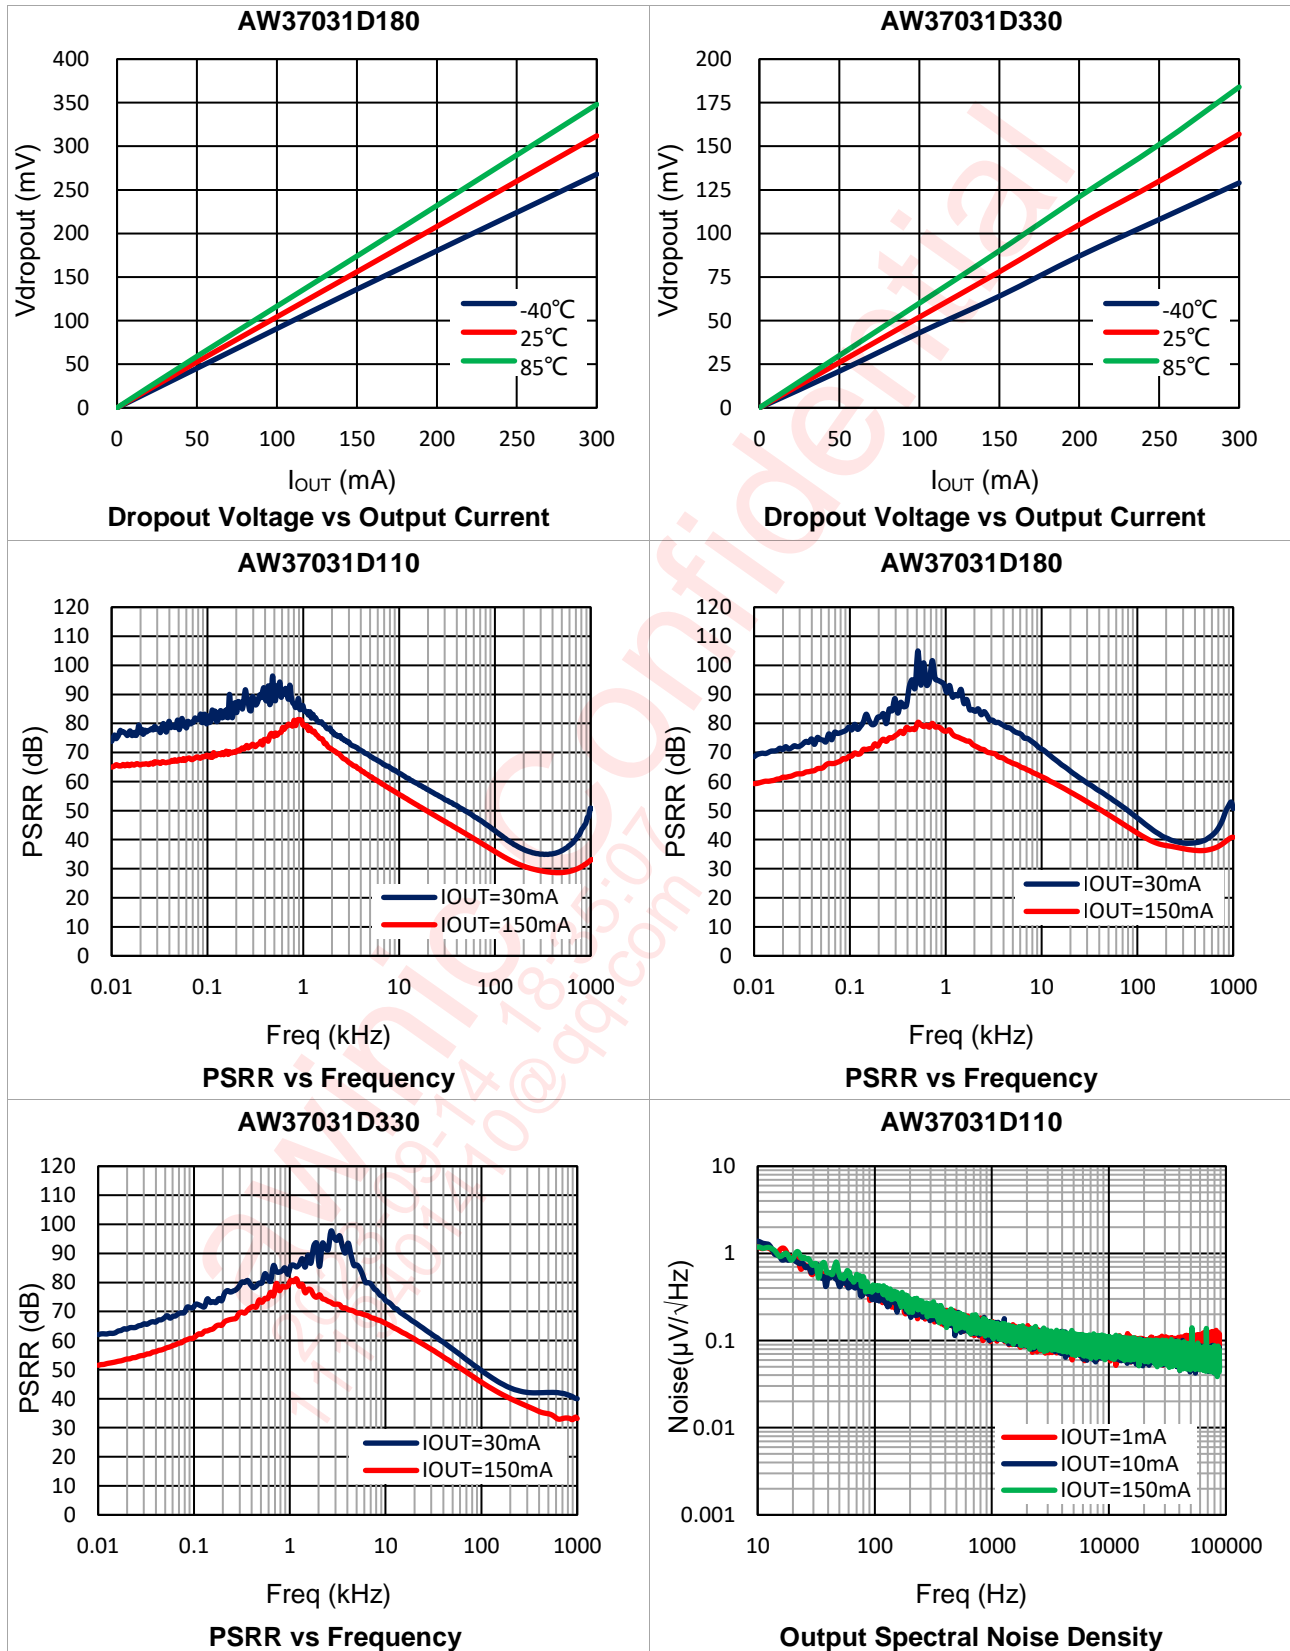 AW37031D180
400
350
300
250
200
150
100
50
0
Vdropout (mV)
-40℃
25℃
85℃
0 50 100 150 200 250 300
IOUT (mA)
Dropout Voltage vs Output Current
AW37031D330
200
175
150
125
100
75
50
25
0
Vdropout (mV)
-40℃
25℃
85℃
0 50 100 150 200 250 300
IOUT (mA)
Dropout Voltage vs Output Current
AW37031D110
120
110
100
90
80
70
60
50
40
30
20
10
0
PSRR (dB)
IOUT=30mA
IOUT=150mA
0.01 0.1 1 10 100 1000
Freq (kHz)
PSRR vs Frequency
AW37031D180
120
110
100
90
80
70
60
50
40
30
20
10
0
PSRR (dB)
IOUT=30mA
IOUT=150mA
0.01 0.1 1 10 100 1000
Freq (kHz)
PSRR vs Frequency
AW37031D330
120
110
100
90
80
70
60
50
40
30
20
10
0
PSRR (dB)
IOUT=30mA
IOUT=150mA
0.01 0.1 1 10 100 1000
Freq (kHz)
PSRR vs Frequency
AW37031D110
10
1
0.1
0.01
0.001
Noise(μV/√Hz)
IOUT=1mA
IOUT=10mA
IOUT=150mA
10 100 1000 10000 100000
Freq (Hz)
Output Spectral Noise Density
awinic Confidential